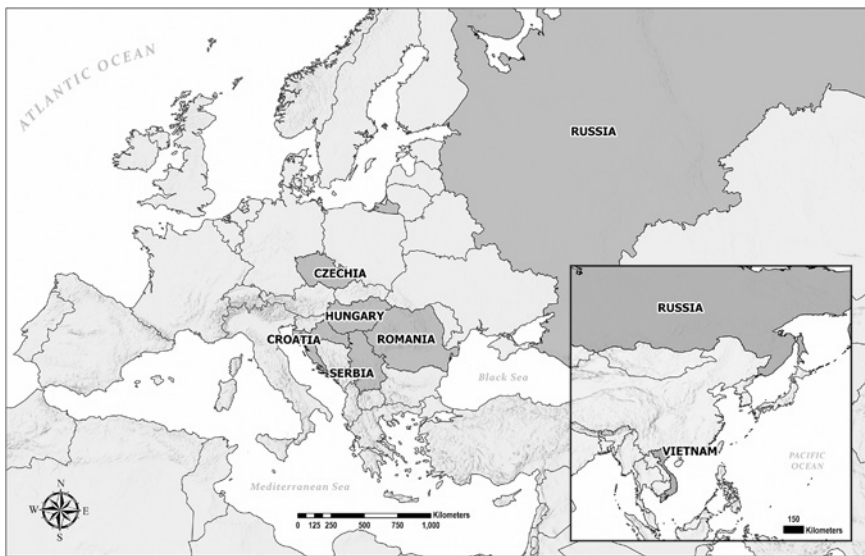 ATLANTIC OCEAN
RUSSIA
CZECHIA
HUNGARY
CROATIA
ROMANIA
SERBIA
Black Sea
Mediterranean Sea
N
W E
S
Kilometers
0 125 250 500 750 1,000
RUSSIA
VIETNAM
PACIFIC
OCEAN
150
Kilometers